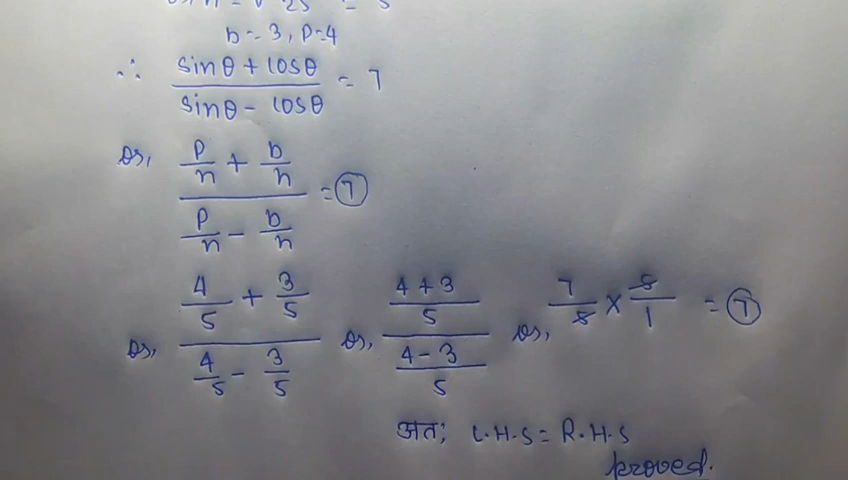 b = 3, P=4
∴ (sinθ + cosθ)/(sinθ - cosθ) = 7
Or, (P/h + b/h)/(P/h - b/h) = 7
Or, (4/5 + 3/5)/(4/5 - 3/5) Or, ((4+3)/5)/((4-3)/5) Or, 7/5 × 5/1 = 7
अतः L.H.S = R.H.S
proved.